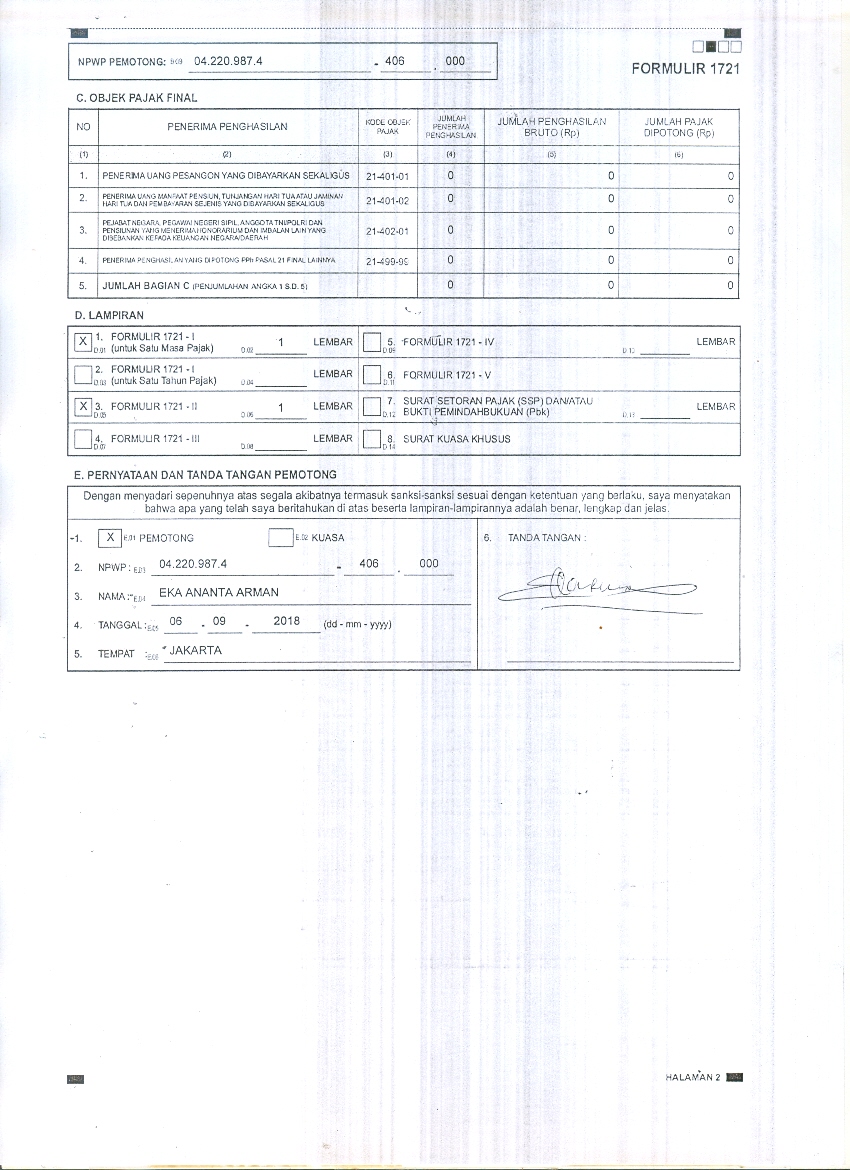 NPWP PEMOTONG: 04.220.987.4 - 406 . 000
FORMULIR 1721
C. OBJEK PAJAK FINAL
NO PENERIMA PENGHASILAN KODE OBJEK PAJAK JUMLAH PENERIMA PENGHASILAN JUMLAH PENGHASILAN BRUTO (Rp) JUMLAH PAJAK DIPOTONG (Rp)
(1) (2) (3) (4) (5) (6)
1. PENERIMA UANG PESANGON YANG DIBAYARKAN SEKALIGUS 21-401-01 0 0 0
2. PENERIMA UANG MANFAAT PENSIUN, TUNJANGAN HARI TUA ATAU JAMINAN
HARI TUA DAN PEMBAYARAN SEJENIS YANG DIBAYARKAN SEKALIGUS 21-401-02 0 0 0
PEJABAT NEGARA, PEGAWAI NEGERI SIPIL, ANGGOTA TNI/POLRI DAN
3. PENSIUNAN YANG MENERIMA HONORARIUM DAN IMBALAN LAIN YANG 21-402-01 0 0 0
DIBEBANKAN KEPADA KEUANGAN NEGARA/DAERAH
4. PENERIMA PENGHASILAN YANG DIPOTONG PPh PASAL 21 FINAL LAINNYA 21-499-99 0 0 0
5. JUMLAH BAGIAN C (PENJUMLAHAN ANGKA 1 S.D. 5) 0 0 0
D. LAMPIRAN
X D.01 1. FORMULIR 1721 - I
(untuk Satu Masa Pajak) D.02 1 LEMBAR
D.09 5. FORMULIR 1721 - IV D.10 LEMBAR
D.03 2. FORMULIR 1721 - I
(untuk Satu Tahun Pajak) D.04 LEMBAR
D.11 6. FORMULIR 1721 - V
X D.05 3. FORMULIR 1721 - II D.06 1 LEMBAR
D.12 7. SURAT SETORAN PAJAK (SSP) DAN/ATAU
BUKTI PEMINDAHBUKUAN (Pbk) D.13 LEMBAR
D.07 4. FORMULIR 1721 - III D.08 LEMBAR
D.14 8. SURAT KUASA KHUSUS
E. PERNYATAAN DAN TANDA TANGAN PEMOTONG
Dengan menyadari sepenuhnya atas segala akibatnya termasuk sanksi-sanksi sesuai dengan ketentuan yang berlaku, saya menyatakan
bahwa apa yang telah saya beritahukan di atas beserta lampiran-lampirannya adalah benar, lengkap dan jelas.
1. X E.01 PEMOTONG E.02 KUASA
6. TANDA TANGAN :
2. NPWP : E.03 04.220.987.4 - 406 . 000
3. NAMA : E.04 EKA ANANTA ARMAN
4. TANGGAL : E.05 06 - 09 - 2018 (dd - mm - yyyy)
5. TEMPAT : E.06 JAKARTA
HALAMAN 2